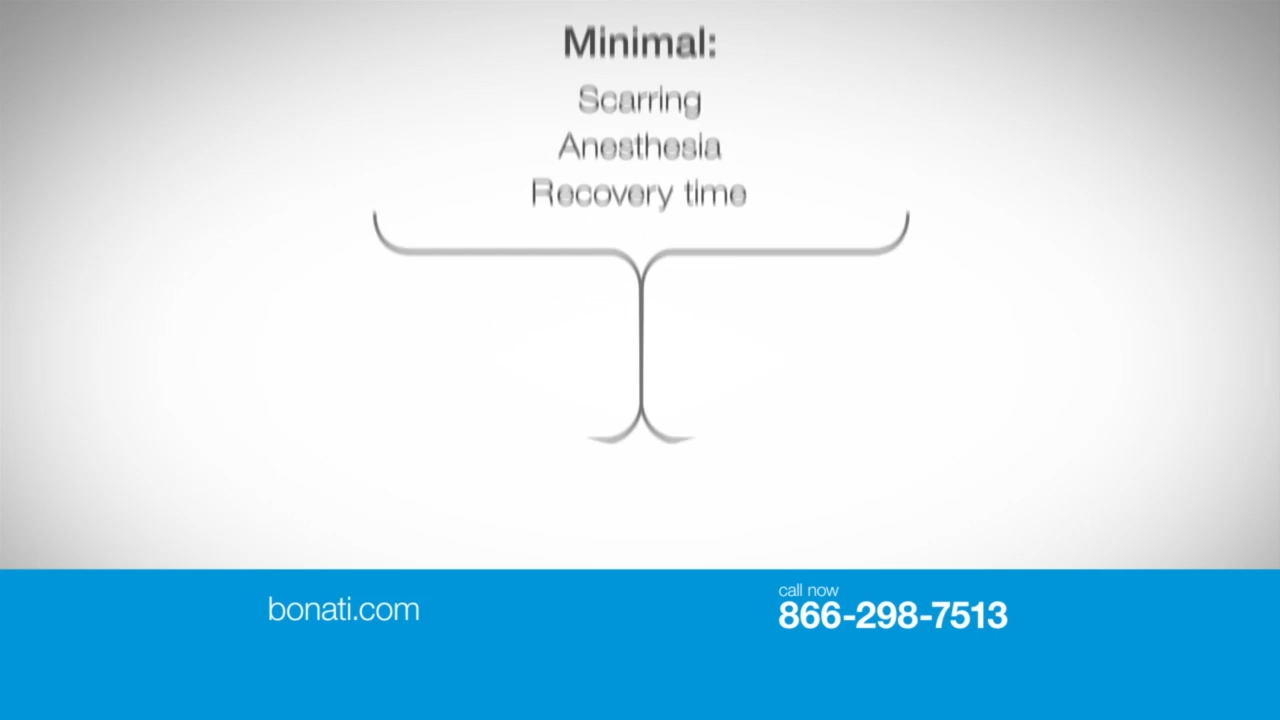 Minimal:
Scarring
Anesthesia
Recovery time
bonati.com
call now
866-298-7513